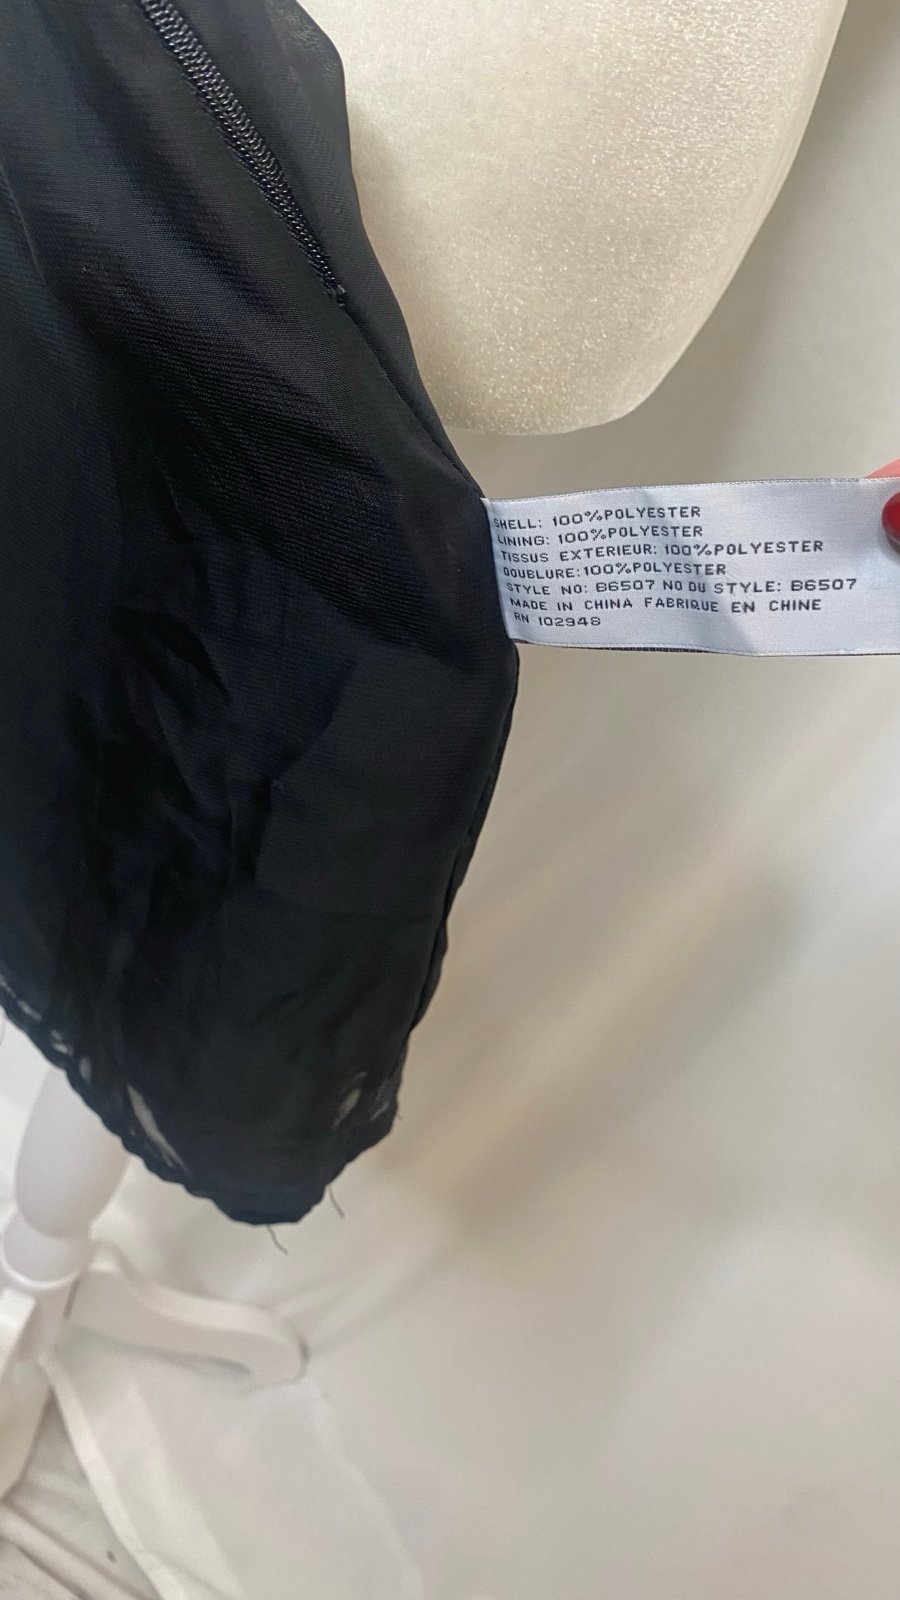 SHELL: 100%POLYESTER
LINING: 100%POLYESTER
TISSUS EXTERIEUR: 100%POLYESTER
DOUBLURE:100%POLYESTER
STYLE NO: B6507 NO DU STYLE: B6507
MADE IN CHINA FABRIQUE EN CHINE
RN 102948